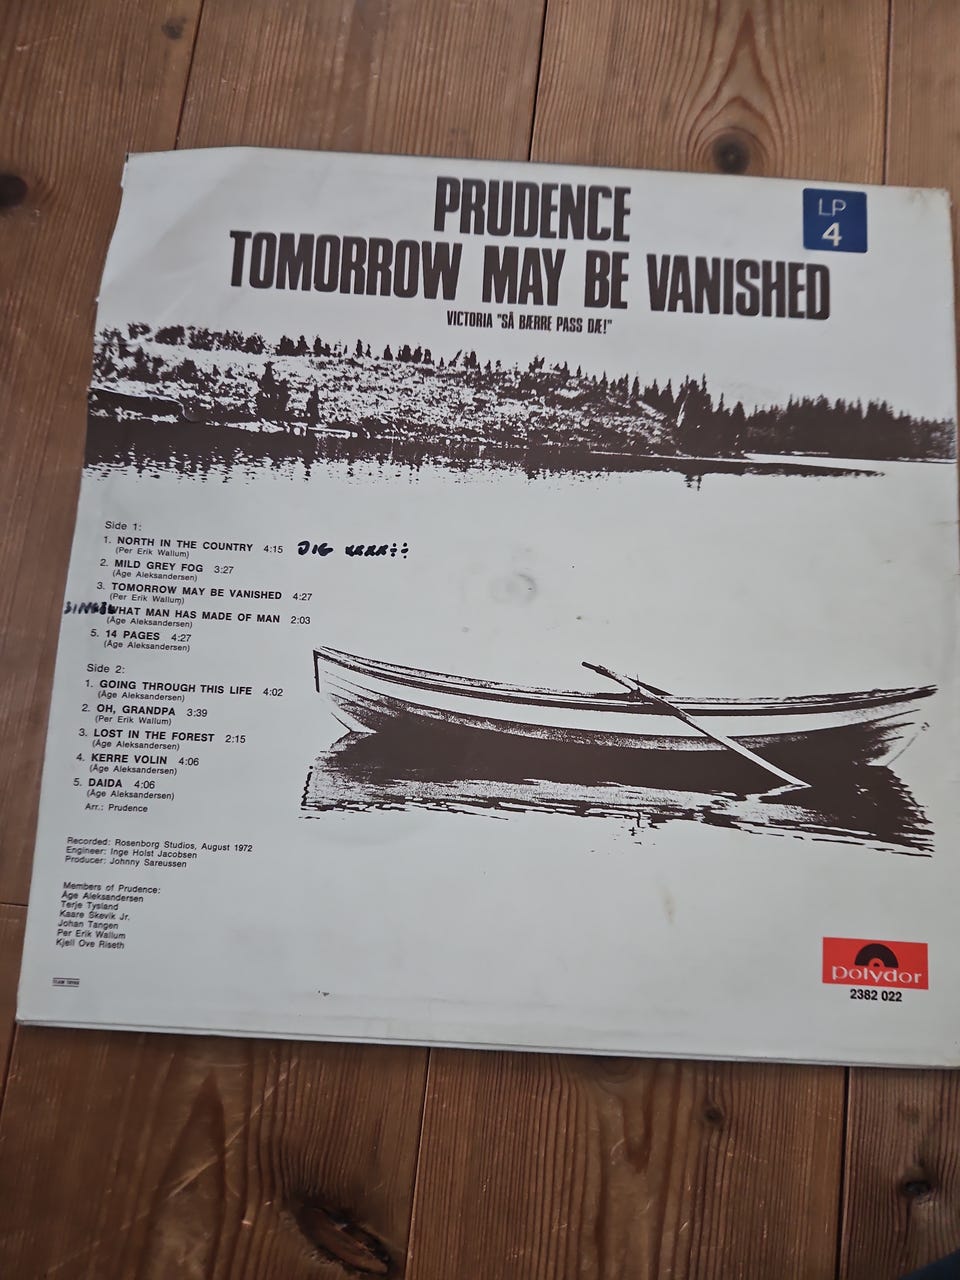 PRUDENCE
TOMORROW MAY BE VANISHED
VICTORIA "SÅ BÆRRE PASS DÆ!"
LP
4
Side 1:
1. NORTH IN THE COUNTRY 4:15
(Per Erik Wallum)
2. MILD GREY FOG 3:27
(Åge Aleksandersen)
3. TOMORROW MAY BE VANISHED 4:27
(Per Erik Wallum)
WHAT MAN HAS MADE OF MAN 2:03
(Åge Aleksandersen)
5. 14 PAGES 4:27
(Åge Aleksandersen)
Side 2:
1. GOING THROUGH THIS LIFE 4:02
(Åge Aleksandersen)
2. OH, GRANDPA 3:39
(Per Erik Wallum)
3. LOST IN THE FOREST 2:15
(Åge Aleksandersen)
4. KERRE VOLIN 4:06
(Åge Aleksandersen)
5. DAIDA 4:06
(Åge Aleksandersen)
Arr.: Prudence
Recorded: Rosenborg Studios, August 1972
Engineer: Inge Holst Jacobsen
Producer: Johnny Sareussen
Members of Prudence:
Åge Aleksandersen
Terje Tysland
Kaare Skevik Jr.
Johan Tangen
Per Erik Wallum
Kjell Ove Riseth
polydor
2382 022